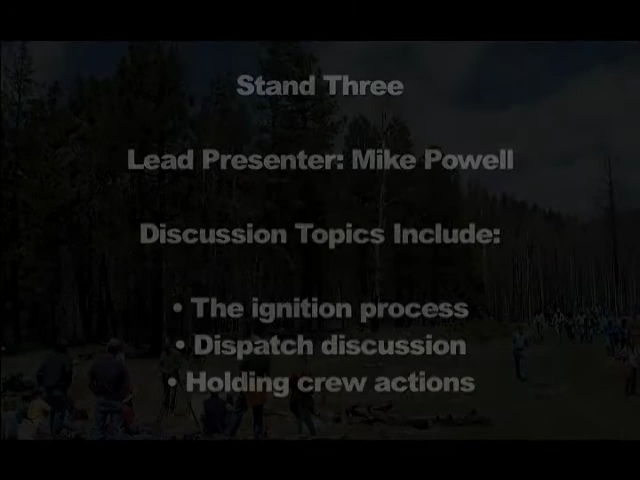 Stand Three
Lead Presenter: Mike Powell
Discussion Topics Include:
• The ignition process
• Dispatch discussion
• Holding crew actions